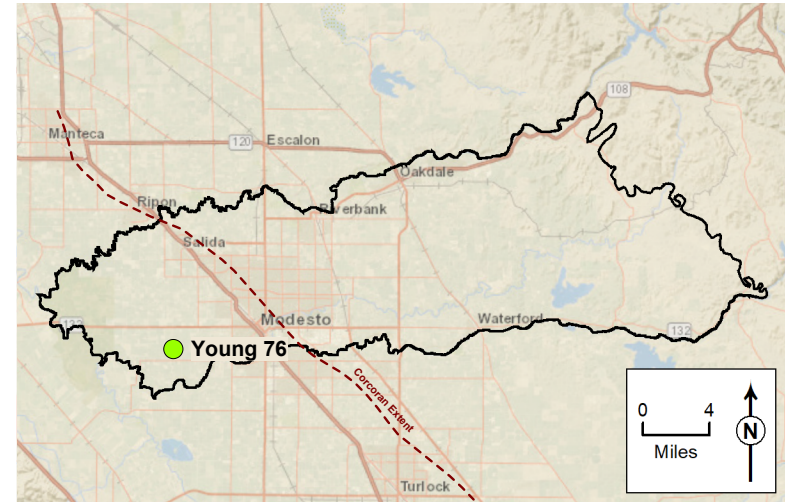 108
Manteca
120
Escalon
Oakdale
Ripon
Riverbank
Salida
132
Modesto
Waterford
132
Young 76
Corcoran Extent
0 4
Miles
N
Turlock